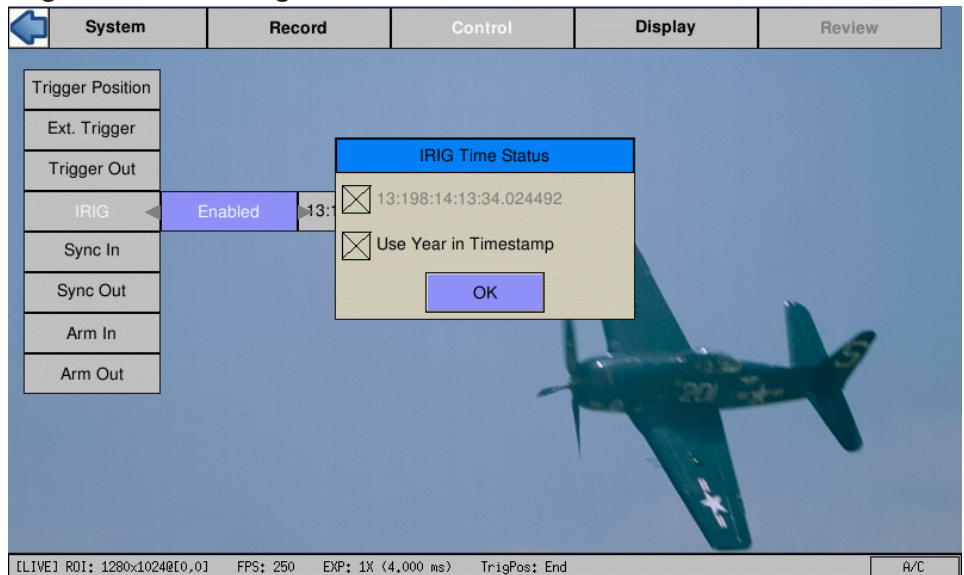 System
Record
Control
Display
Review
Trigger Position
Ext. Trigger
Trigger Out
IRIG
Enabled
13:1
Sync In
Sync Out
Arm In
Arm Out
IRIG Time Status
13:198:14:13:34.024492
Use Year in Timestamp
OK
201
[LIVE] ROI: 1280x1024@[0,0] FPS: 250 EXP: 1X (4.000 ms) TrigPos: End A/C